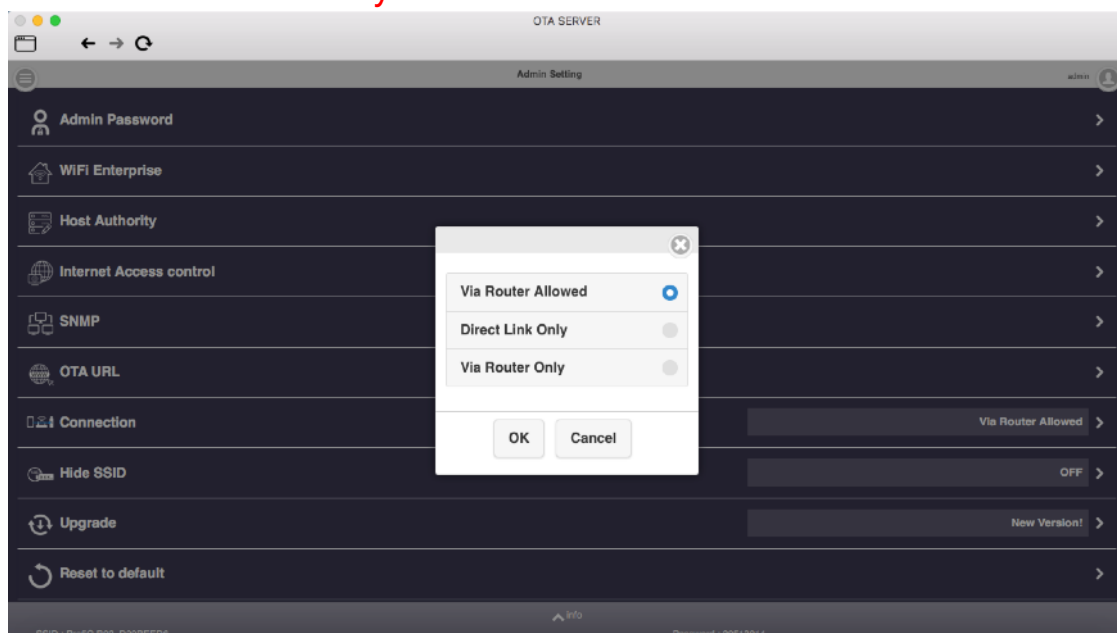 OTA SERVER
Admin Setting
admin
Admin Password
WiFi Enterprise
Host Authority
Internet Access control
SNMP
OTA URL
Connection
Via Router Allowed
Hide SSID
OFF
Upgrade
New Version!
Reset to default
Via Router Allowed
Direct Link Only
Via Router Only
OK
Cancel
Info